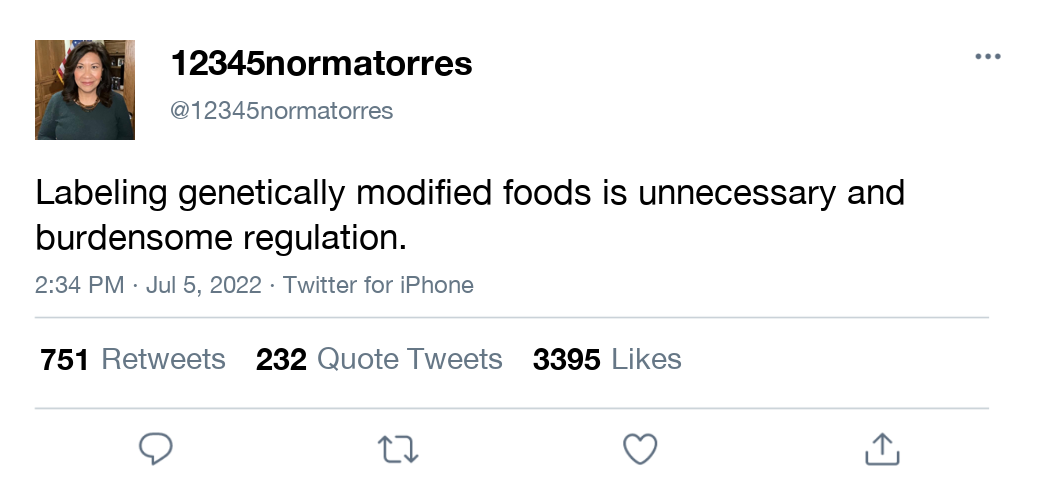 12345normatorres
@12345normatorres
Labeling genetically modified foods is unnecessary and
burdensome regulation.
2:34 PM · Jul 5, 2022 · Twitter for iPhone
751 Retweets 232 Quote Tweets 3395 Likes